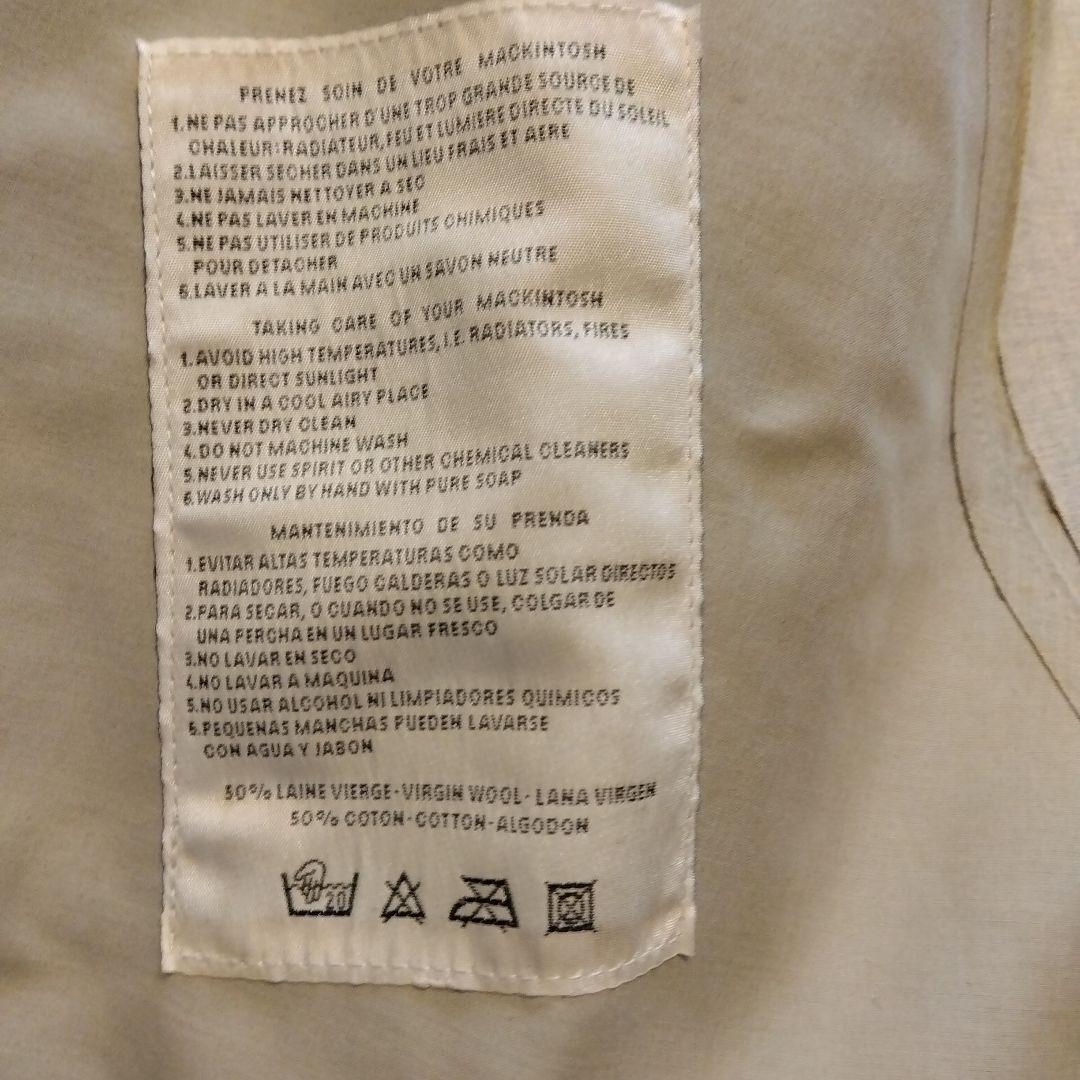 PRENEZ SOIN DE VOTRE MACKINTOSH
1.NE PAS APPROCHER D'UNE TROP GRANDE SOURCE DE
CHALEUR:RADIATEUR,FEU ET LUMIERE DIRECTE DU SOLEIL
2.LAISSER SECHER DANS UN LIEU FRAIS ET AERE
3.NE JAMAIS NETTOYER A SEC
4.NE PAS LAVER EN MACHINE
5.NE PAS UTILISER DE PRODUITS CHIMIQUES
POUR DETACHER
6.LAVER A LA MAIN AVEC UN SAVON NEUTRE
TAKING CARE OF YOUR MACKINTOSH
1.AVOID HIGH TEMPERATURES,I.E. RADIATORS, FIRES
OR DIRECT SUNLIGHT
2.DRY IN A COOL AIRY PLACE
3.NEVER DRY CLEAN
4.DO NOT MACHINE WASH
5.NEVER USE SPIRIT OR OTHER CHEMICAL CLEANERS
6.WASH ONLY BY HAND WITH PURE SOAP
MANTENIMIENTO DE SU PRENDA
1.EVITAR ALTAS TEMPERATURAS COMO
RADIADORES, FUEGO CALDERAS O LUZ SOLAR DIRECTOS
2.PARA SECAR, O CUANDO NO SE USE, COLGAR DE
UNA PERCHA EN UN LUGAR FRESCO
3.NO LAVAR EN SECO
4.NO LAVAR A MAQUINA
5.NO USAR ALCOHOL NI LIMPIADORES QUIMICOS
6.PEQUENAS MANCHAS PUEDEN LAVARSE
CON AGUA Y JABON
50% LAINE VIERGE-VIRGIN WOOL-LANA VIRGEN
50% COTON-COTTON-ALGODON
20